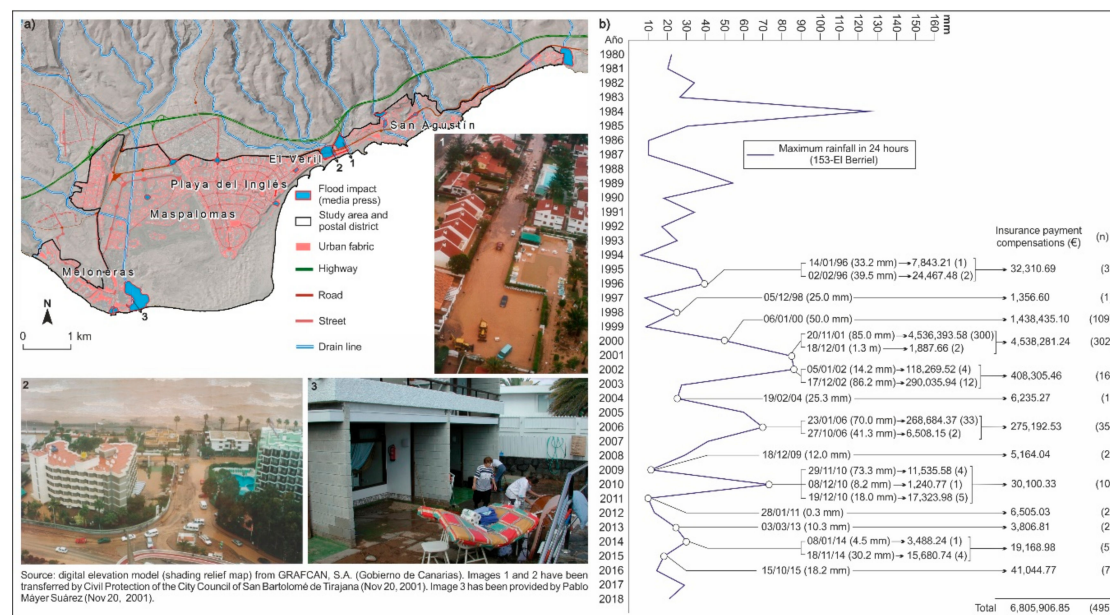 a)
San Agustín
El Veril
2
1
Playa del Inglés
Maspalomas
Meloneras
N
0 1 km
3
Flood impact
(media press)
Study area and
postal district
Urban fabric
Highway
Road
Street
Drain line
1
2
3
Source: digital elevation model (shading relief map) from GRAFCAN, S.A. (Gobierno de Canarias). Images 1 and 2 have been
transferred by Civil Protection of the City Council of San Bartolomé de Tirajana (Nov 20, 2001). Image 3 has been provided by Pablo
Máyer Suárez (Nov 20, 2001).
b)
10 20 30 40 50 60 70 80 90 100 110 120 130 140 150 160 mm
Año
1980
1981
1982
1983
1984
1985
1986
1987
1988
1989
1990
1991
1992
1993
1994
1995
1996
1997
1998
1999
2000
2001
2002
2003
2004
2005
2006
2007
2008
2009
2010
2011
2012
2013
2014
2015
2016
2017
2018
Maximum rainfall in 24 hours
(153-El Berriel)
Insurance payment
compensations (€) (n)
14/01/96 (33.2 mm) → 7,843.21 (1)
02/02/96 (39.5 mm) → 24,467.48 (2)
32,310.69 (3
05/12/98 (25.0 mm) 1,356.60 (1
06/01/00 (50.0 mm) 1,438,435.10 (109
20/11/01 (85.0 mm) → 4,536,393.58 (300)
18/12/01 (1.3 m) → 1,887.66 (2)
4,538,281.24 (302
05/01/02 (14.2 mm) → 118,269.52 (4)
17/12/02 (86.2 mm) → 290,035.94 (12)
408,305.46 (16
19/02/04 (25.3 mm) 6,235.27 (1
23/01/06 (70.0 mm) → 268,684.37 (33)
27/10/06 (41.3 mm) → 6,508.15 (2)
275,192.53 (35
18/12/09 (12.0 mm) 5,164.04 (2
29/11/10 (73.3 mm) → 11,535.58 (4)
08/12/10 (8.2 mm) → 1,240.77 (1)
19/12/10 (18.0 mm) → 17,323.98 (5)
30,100.33 (10
28/01/11 (0.3 mm) 6,505.03 (2
03/03/13 (10.3 mm) 3,806.81 (2
08/01/14 (4.5 mm) → 3,488.24 (1)
18/11/14 (30.2 mm) → 15,680.74 (4)
19,168.98 (5
15/10/15 (18.2 mm) 41,044.77 (7
Total 6,805,906.85 (495